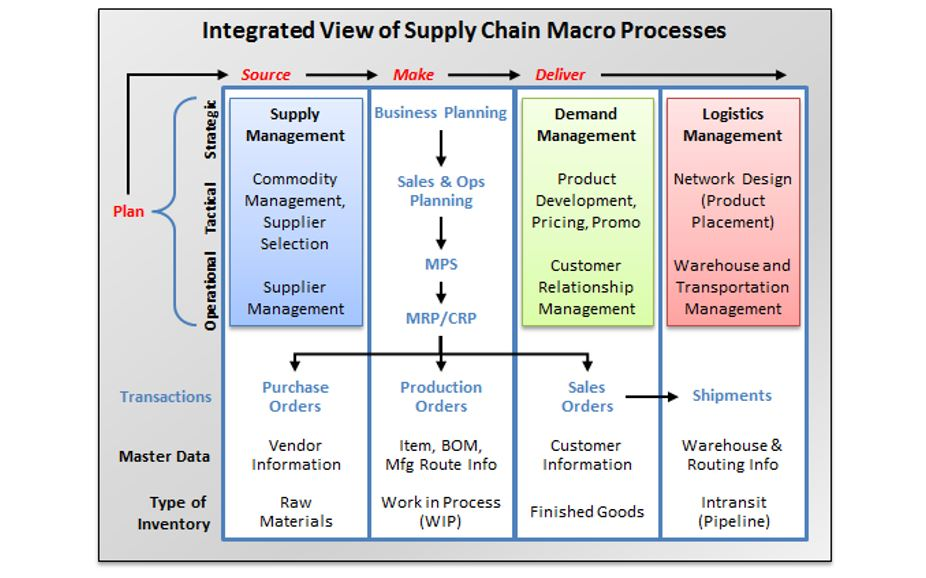 Integrated View of Supply Chain Macro Processes
Source
Make
Deliver
Plan
Strategic
Tactical
Operational
Supply
Management
Commodity
Management,
Supplier
Selection
Supplier
Management
Business Planning
Sales & Ops
Planning
MPS
MRP/CRP
Demand
Management
Product
Development,
Pricing, Promo
Customer
Relationship
Management
Logistics
Management
Network Design
(Product
Placement)
Warehouse and
Transportation
Management
Transactions
Purchase
Orders
Production
Orders
Sales
Orders
Shipments
Master Data
Vendor
Information
Item, BOM,
Mfg Route Info
Customer
Information
Warehouse &
Routing Info
Type of
Inventory
Raw
Materials
Work in Process
(WIP)
Finished Goods
Intransit
(Pipeline)